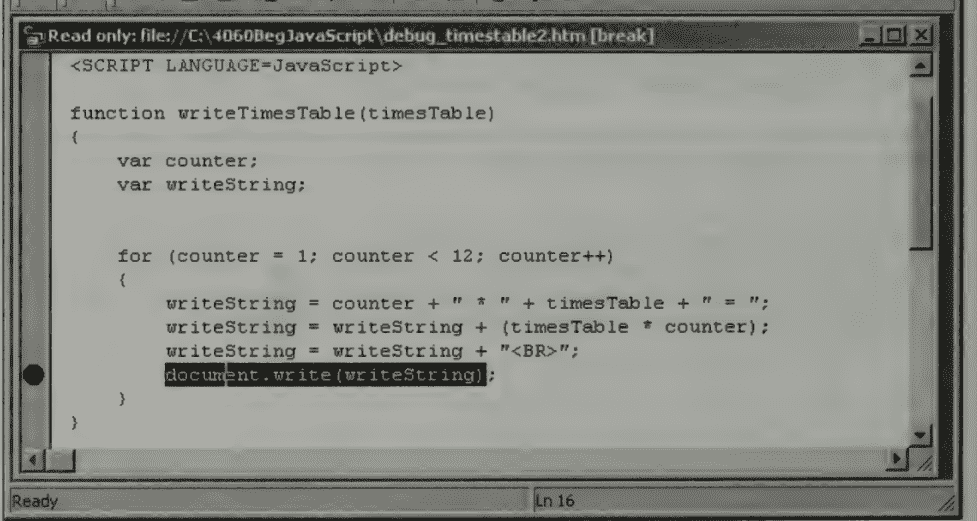 Read only: file://C:\4060BegJavaScript\debug_timestable2.htm [break]
<SCRIPT LANGUAGE=JavaScript>
function writeTimesTable(timesTable)
{
var counter;
var writeString;
for (counter = 1; counter < 12; counter++)
{
writeString = counter + " * " + timesTable + " = ";
writeString = writeString + (timesTable * counter);
writeString = writeString + "<BR>";
document.write(writeString);
}
}
Ready Ln 16